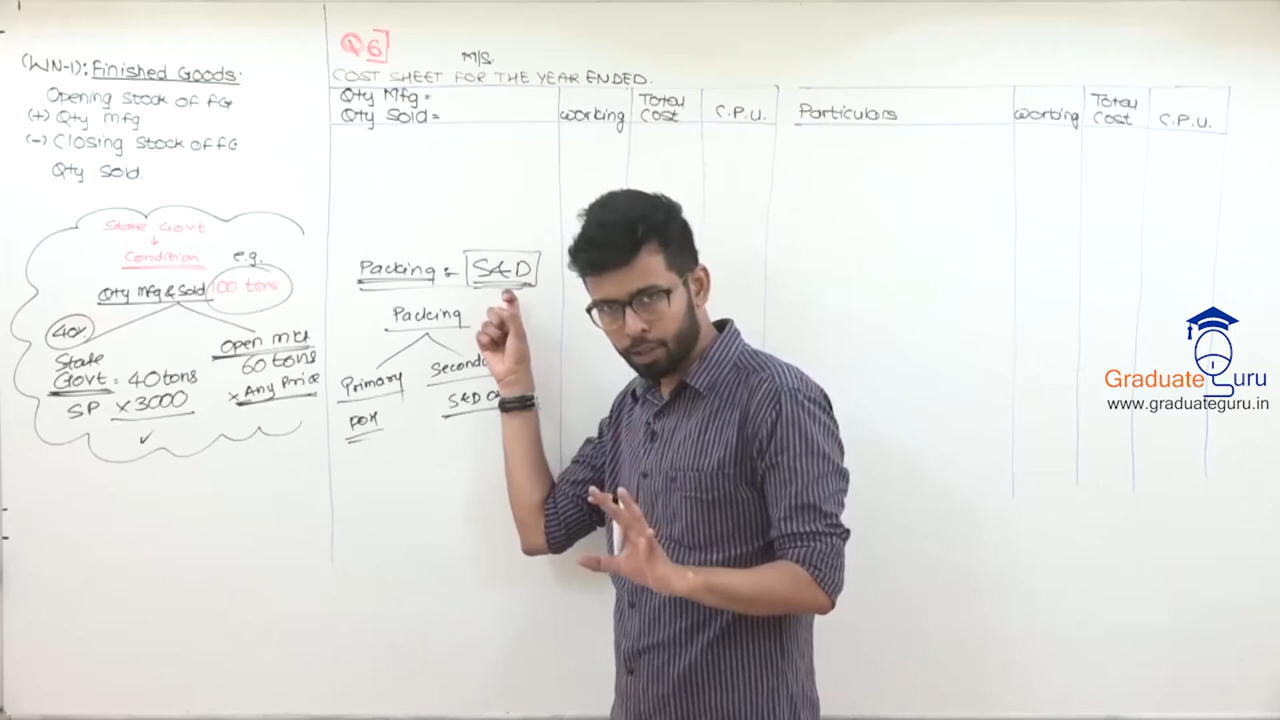 (WN-1): Finished Goods:
Opening Stock of FG
(+) Qty mfg
(-) Closing Stock of FG
Qty Sold.
State Govt
↓
Condition
e.g.
Qty Mfg & Sold
100 tons
40%
State
Govt = 40 tons
SP × 3000
✓
Open mkt
60 tons
× Any Price
Q6]
M/S.
COST SHEET FOR THE YEAR ENDED.
Qty Mfg =
Qty Sold =
Working
Total
Cost
C.P.U.
Packing & S&D
Packing
Primary
FOH
S&D
Particulars
Working
Total
Cost
C.P.U.
Graduate Guru
www.graduateguru.in